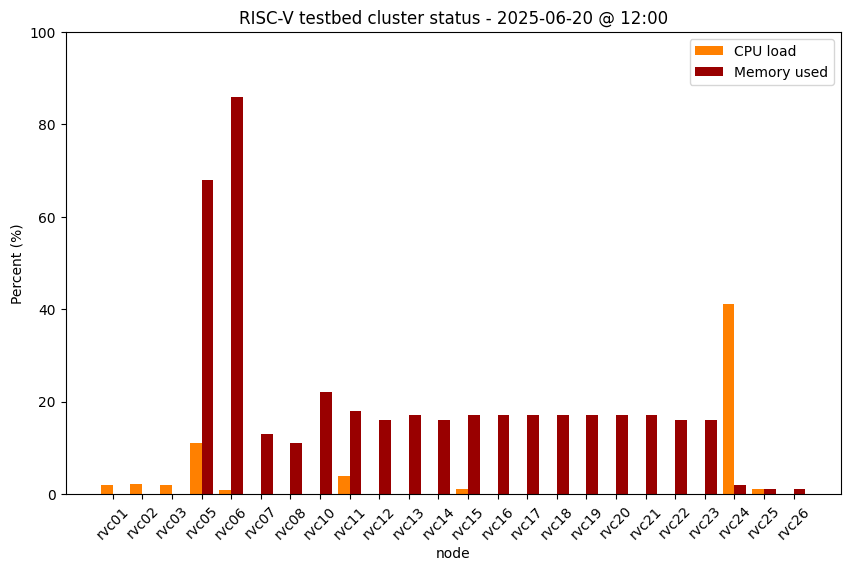 RISC-V testbed cluster status - 2025-06-20 @ 12:00
CPU load
Memory used
Percent (%)
100
80
60
40
20
0
rvc01
rvc02
rvc03
rvc05
rvc06
rvc07
rvc08
rvc10
rvc11
rvc12
rvc13
rvc14
rvc15
rvc16
rvc17
rvc18
rvc19
rvc20
rvc21
rvc22
rvc23
rvc24
rvc25
rvc26
node